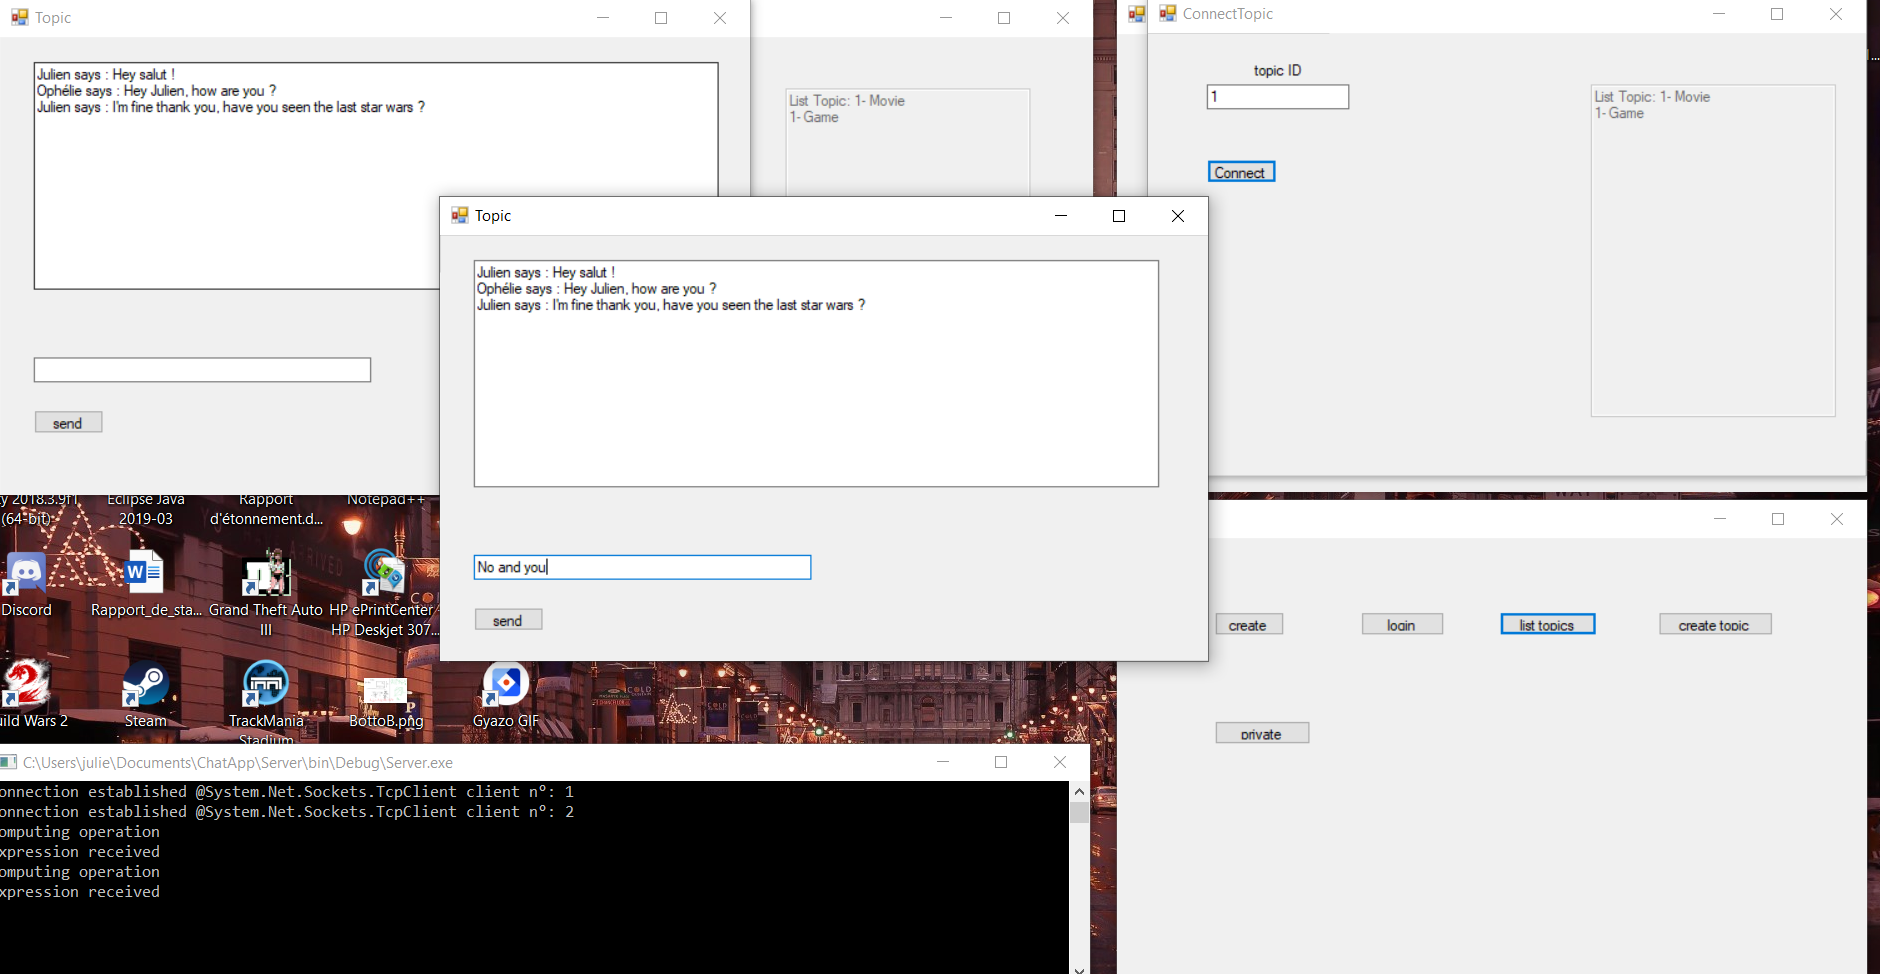 Topic
Julien says : Hey salut !
Ophélie says : Hey Julien, how are you ?
Julien says : I'm fine thank you, have you seen the last star wars ?
send
List Topic: 1- Movie
1- Game
ConnectTopic
topic ID
1
Connect
List Topic: 1- Movie
1- Game
Topic
Julien says : Hey salut !
Ophélie says : Hey Julien, how are you ?
Julien says : I'm fine thank you, have you seen the last star wars ?
No and you
send
create
login
list topics
create topic
private
ty 2018.3.9f1
(64-bit)
Eclipse Java
2019-03
Rapport
d'étonnement.d...
Notepad++
Discord
Rapport_de_sta...
Grand Theft Auto
III
HP ePrintCenter -
HP Deskjet 307...
uild Wars 2
Steam
TrackMania
Stadium
BottoB.png
Gyazo GIF
C:\Users\julie\Documents\ChatApp\Server\bin\Debug\Server.exe
onnection established @System.Net.Sockets.TcpClient client n°: 1
onnection established @System.Net.Sockets.TcpClient client n°: 2
omputing operation
xpression received
omputing operation
xpression received